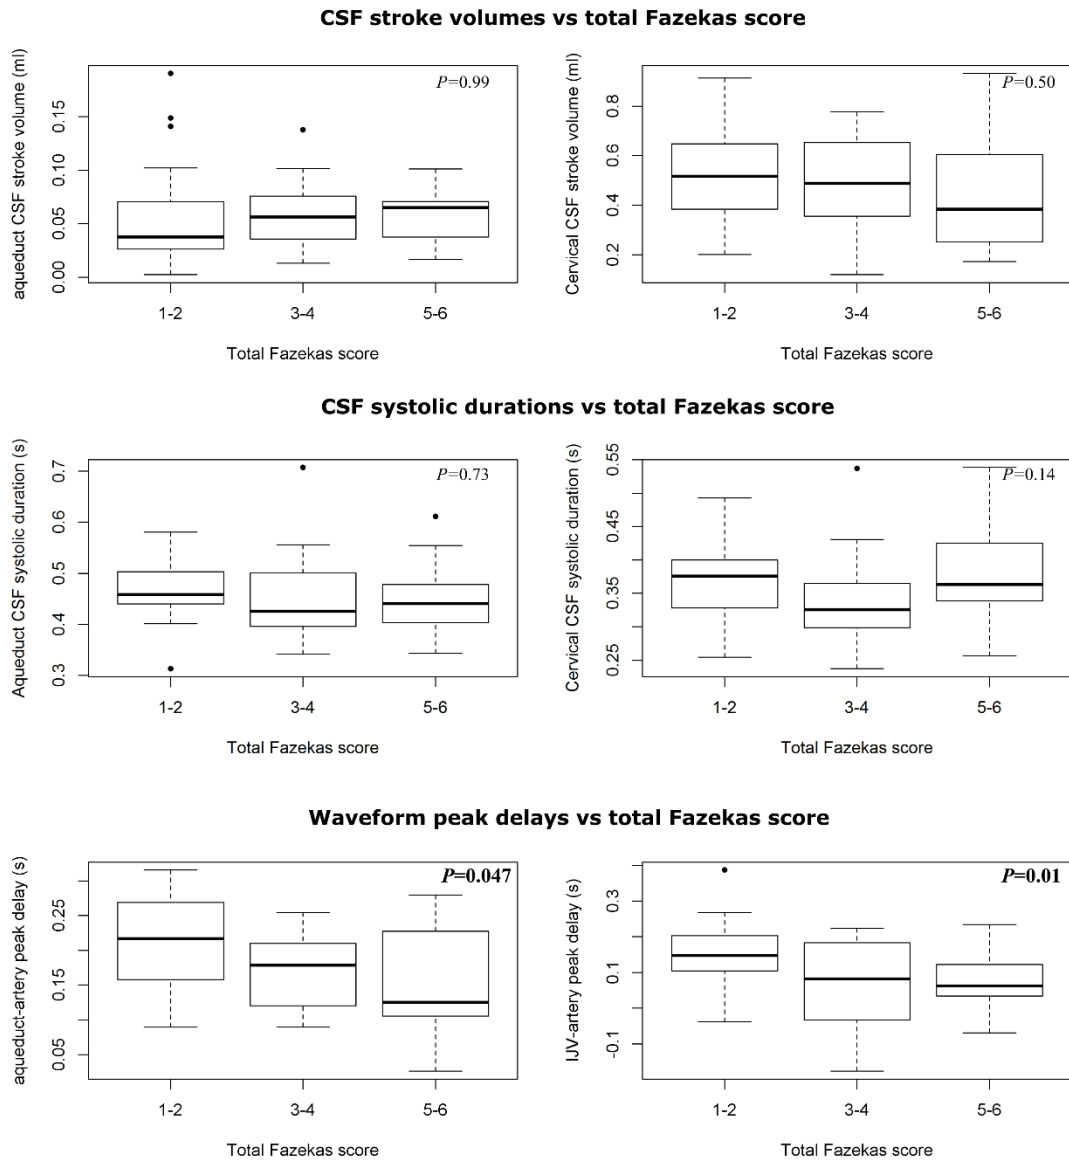 CSF stroke volumes vs total Fazekas score
aqueduct CSF stroke volume (ml)
0.15
0.10
0.05
0.00
P=0.99
1-2 3-4 5-6
Total Fazekas score
Cervical CSF stroke volume (ml)
0.8
0.6
0.4
0.2
P=0.50
1-2 3-4 5-6
Total Fazekas score
CSF systolic durations vs total Fazekas score
Aqueduct CSF systolic duration (s)
0.7
0.6
0.5
0.4
0.3
P=0.73
1-2 3-4 5-6
Total Fazekas score
Cervical CSF systolic duration (s)
0.55
0.45
0.35
0.25
P=0.14
1-2 3-4 5-6
Total Fazekas score
Waveform peak delays vs total Fazekas score
aqueduct-artery peak delay (s)
0.25
0.15
0.05
P=0.047
1-2 3-4 5-6
Total Fazekas score
IJV-artery peak delay (s)
0.3
0.1
-0.1
P=0.01
1-2 3-4 5-6
Total Fazekas score